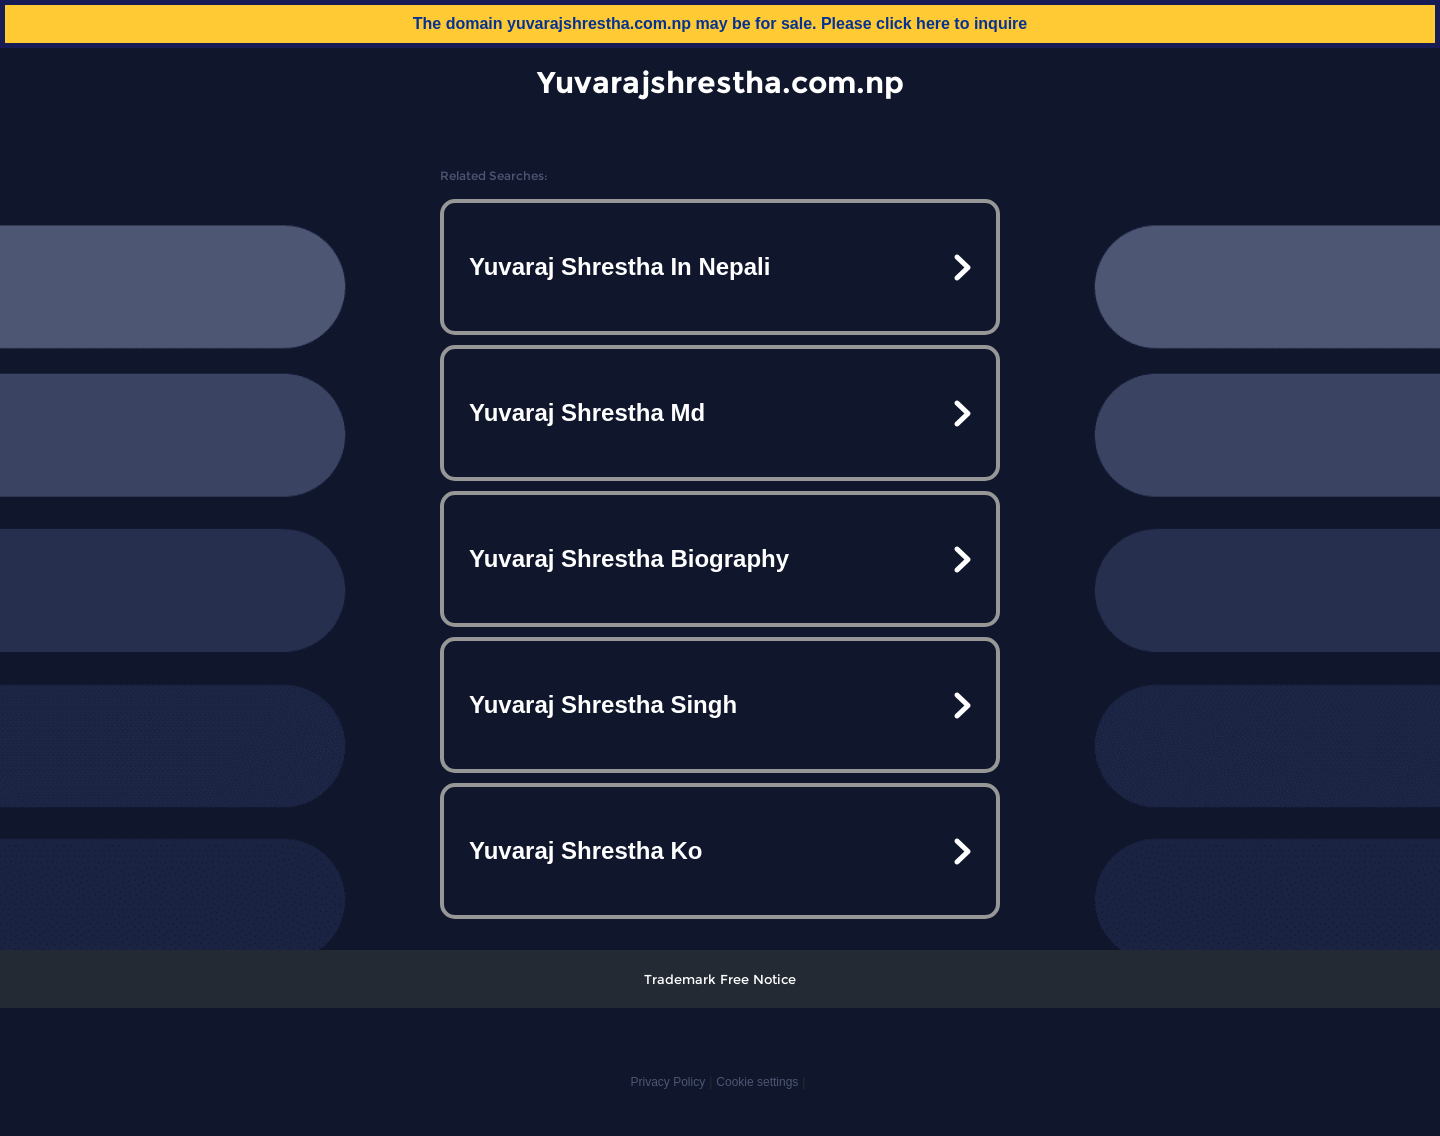 The domain yuvarajshrestha.com.np may be for sale. Please click here to inquire
Yuvarajshrestha.com.np
Related Searches:
Yuvaraj Shrestha In Nepali
Yuvaraj Shrestha Md
Yuvaraj Shrestha Biography
Yuvaraj Shrestha Singh
Yuvaraj Shrestha Ko
Trademark Free Notice
Privacy Policy | Cookie settings |